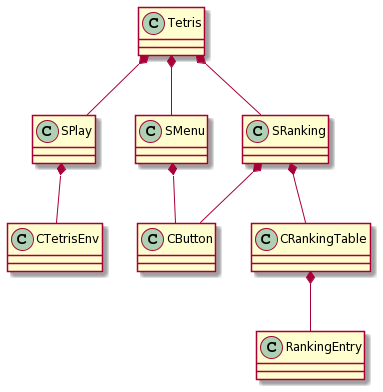 C Tetris
C SPlay
C SMenu
C SRanking
C CTetrisEnv
C CButton
C CRankingTable
C RankingEntry